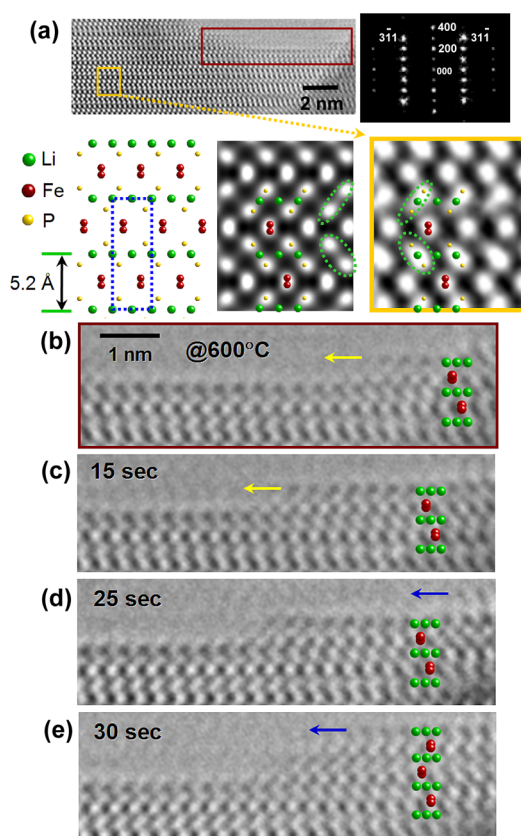 (a)
2 nm
400
200
000
311̄
311̄
Li
Fe
P
5.2 Å
(b)
1 nm
@600°C
(c)
15 sec
(d)
25 sec
(e)
30 sec